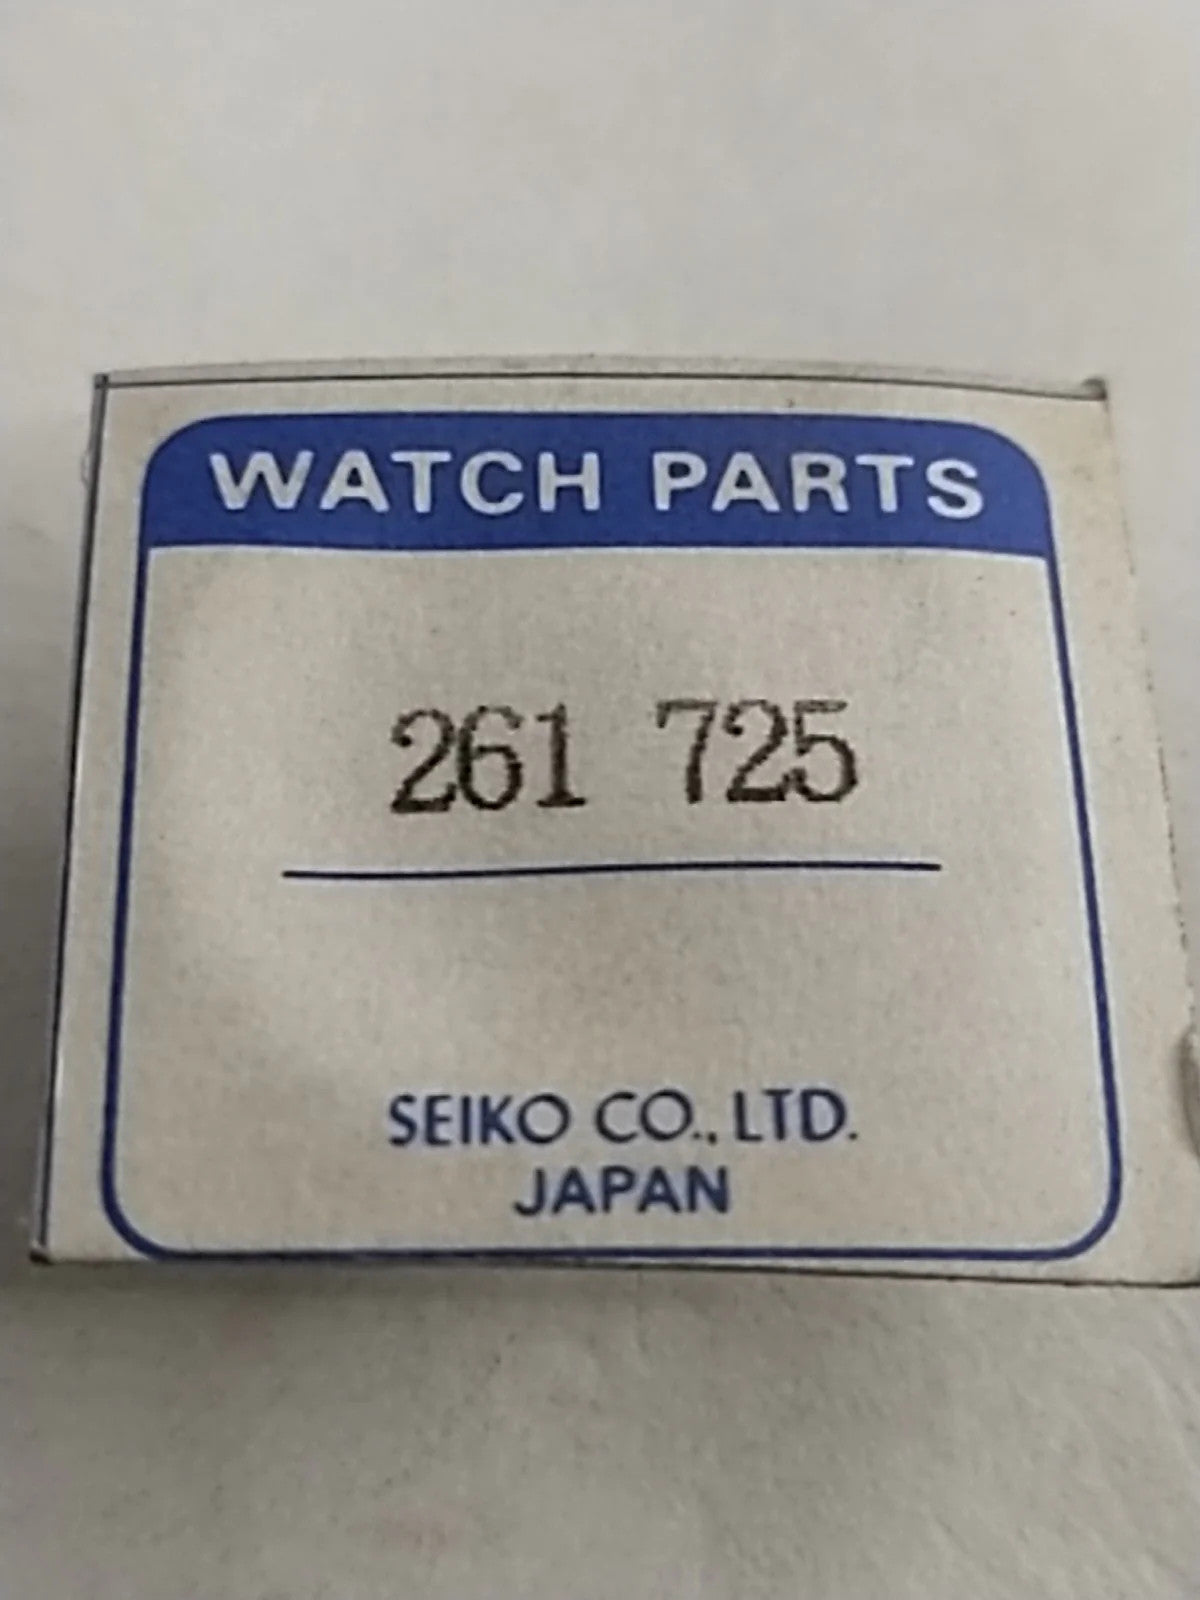 WATCH PARTS
261 725
SEIKO CO., LTD.
JAPAN